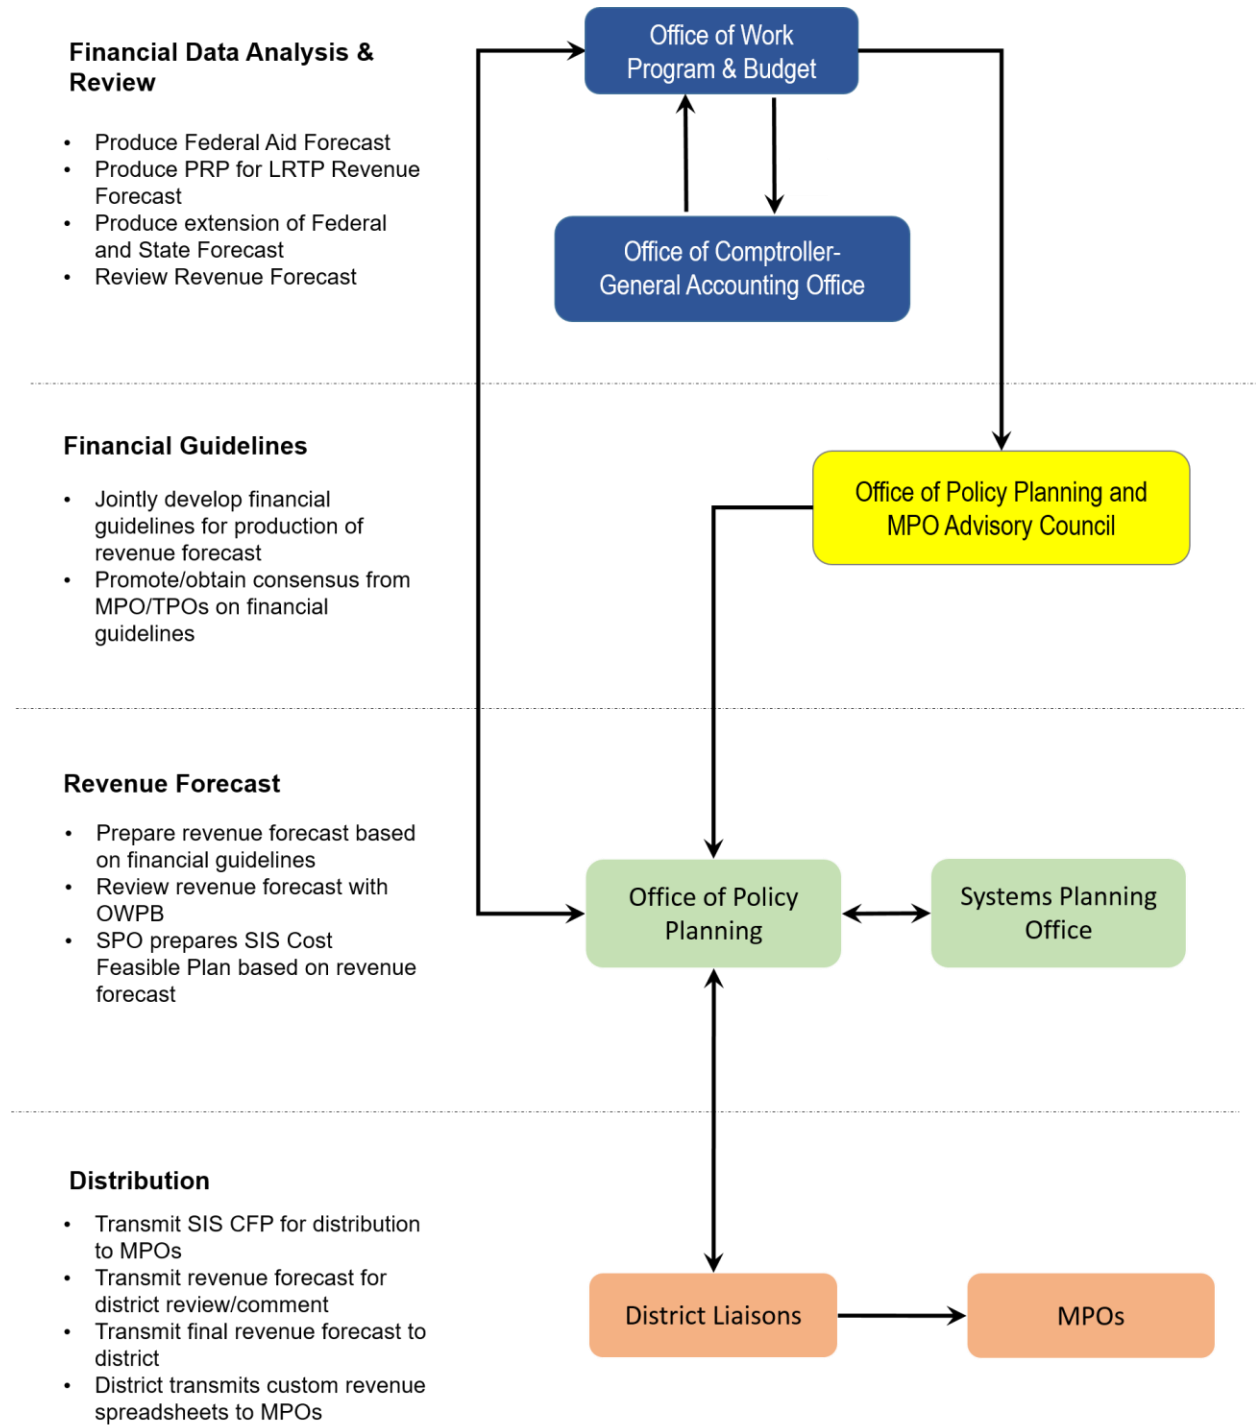 Financial Data Analysis &
Review
• Produce Federal Aid Forecast
• Produce PRP for LRTP Revenue
Forecast
• Produce extension of Federal
and State Forecast
• Review Revenue Forecast
Office of Work
Program & Budget
Office of Comptroller-
General Accounting Office
Financial Guidelines
• Jointly develop financial
guidelines for production of
revenue forecast
• Promote/obtain consensus from
MPO/TPOs on financial
guidelines
Office of Policy Planning and
MPO Advisory Council
Revenue Forecast
• Prepare revenue forecast based
on financial guidelines
• Review revenue forecast with
OWPB
• SPO prepares SIS Cost
Feasible Plan based on revenue
forecast
Office of Policy
Planning
Systems Planning
Office
Distribution
• Transmit SIS CFP for distribution
to MPOs
• Transmit revenue forecast for
district review/comment
• Transmit final revenue forecast to
district
• District transmits custom revenue
spreadsheets to MPOs
District Liaisons
MPOs